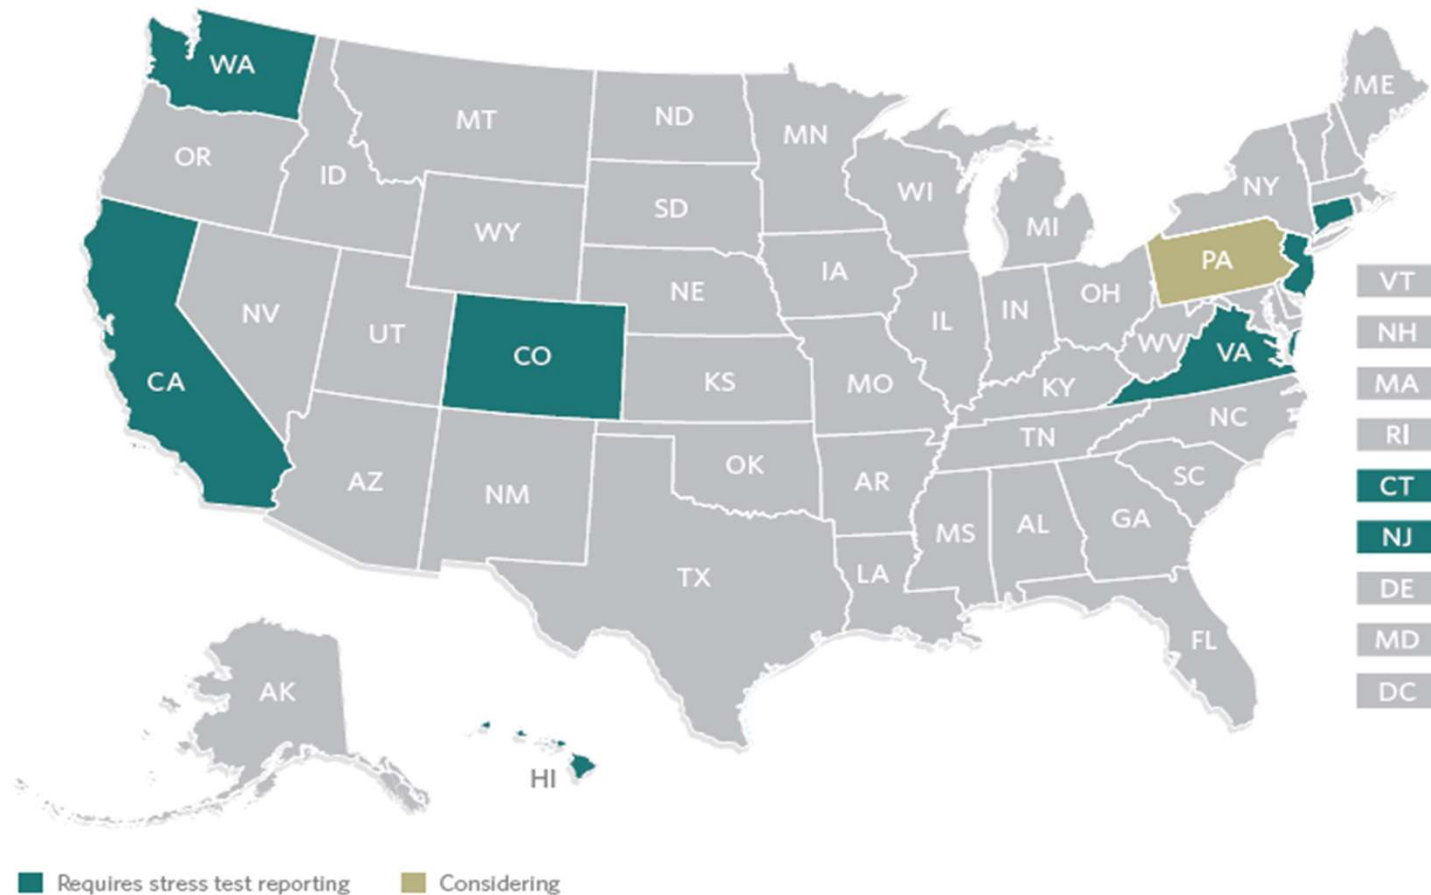 WA
MT
ND
MN
ME
OR
ID
SD
WI
NY
WY
MI
IA
PA
NE
OH
VT
NV
UT
CO
IL
IN
NH
WV
VA
CA
KS
MO
KY
MA
NC
RI
TN
AZ
NM
OK
AR
SC
CT
MS
AL
GA
NJ
TX
LA
DE
FL
MD
AK
DC
HI
Requires stress test reporting
Considering